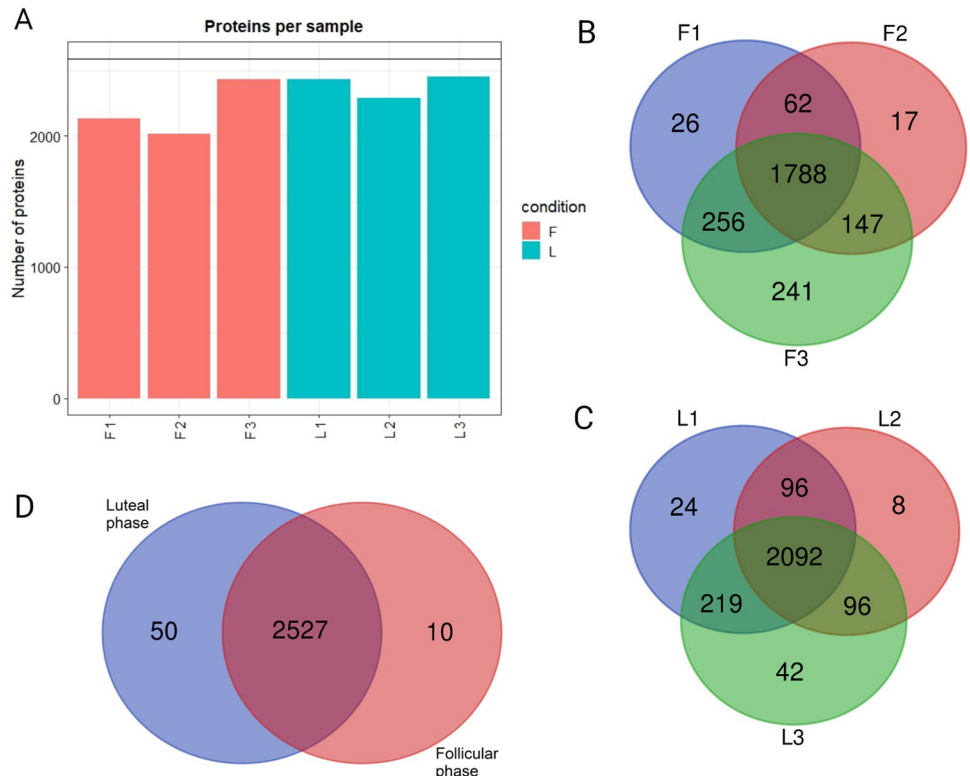 A
Proteins per sample
Number of proteins
2000
1000
0
F1
F2
F3
L1
L2
L3
condition
F
L
B
F1
F2
26
62
17
1788
256
147
241
F3
C
L1
L2
24
96
8
2092
219
96
42
L3
D
Luteal
phase
50
2527
10
Follicular
phase